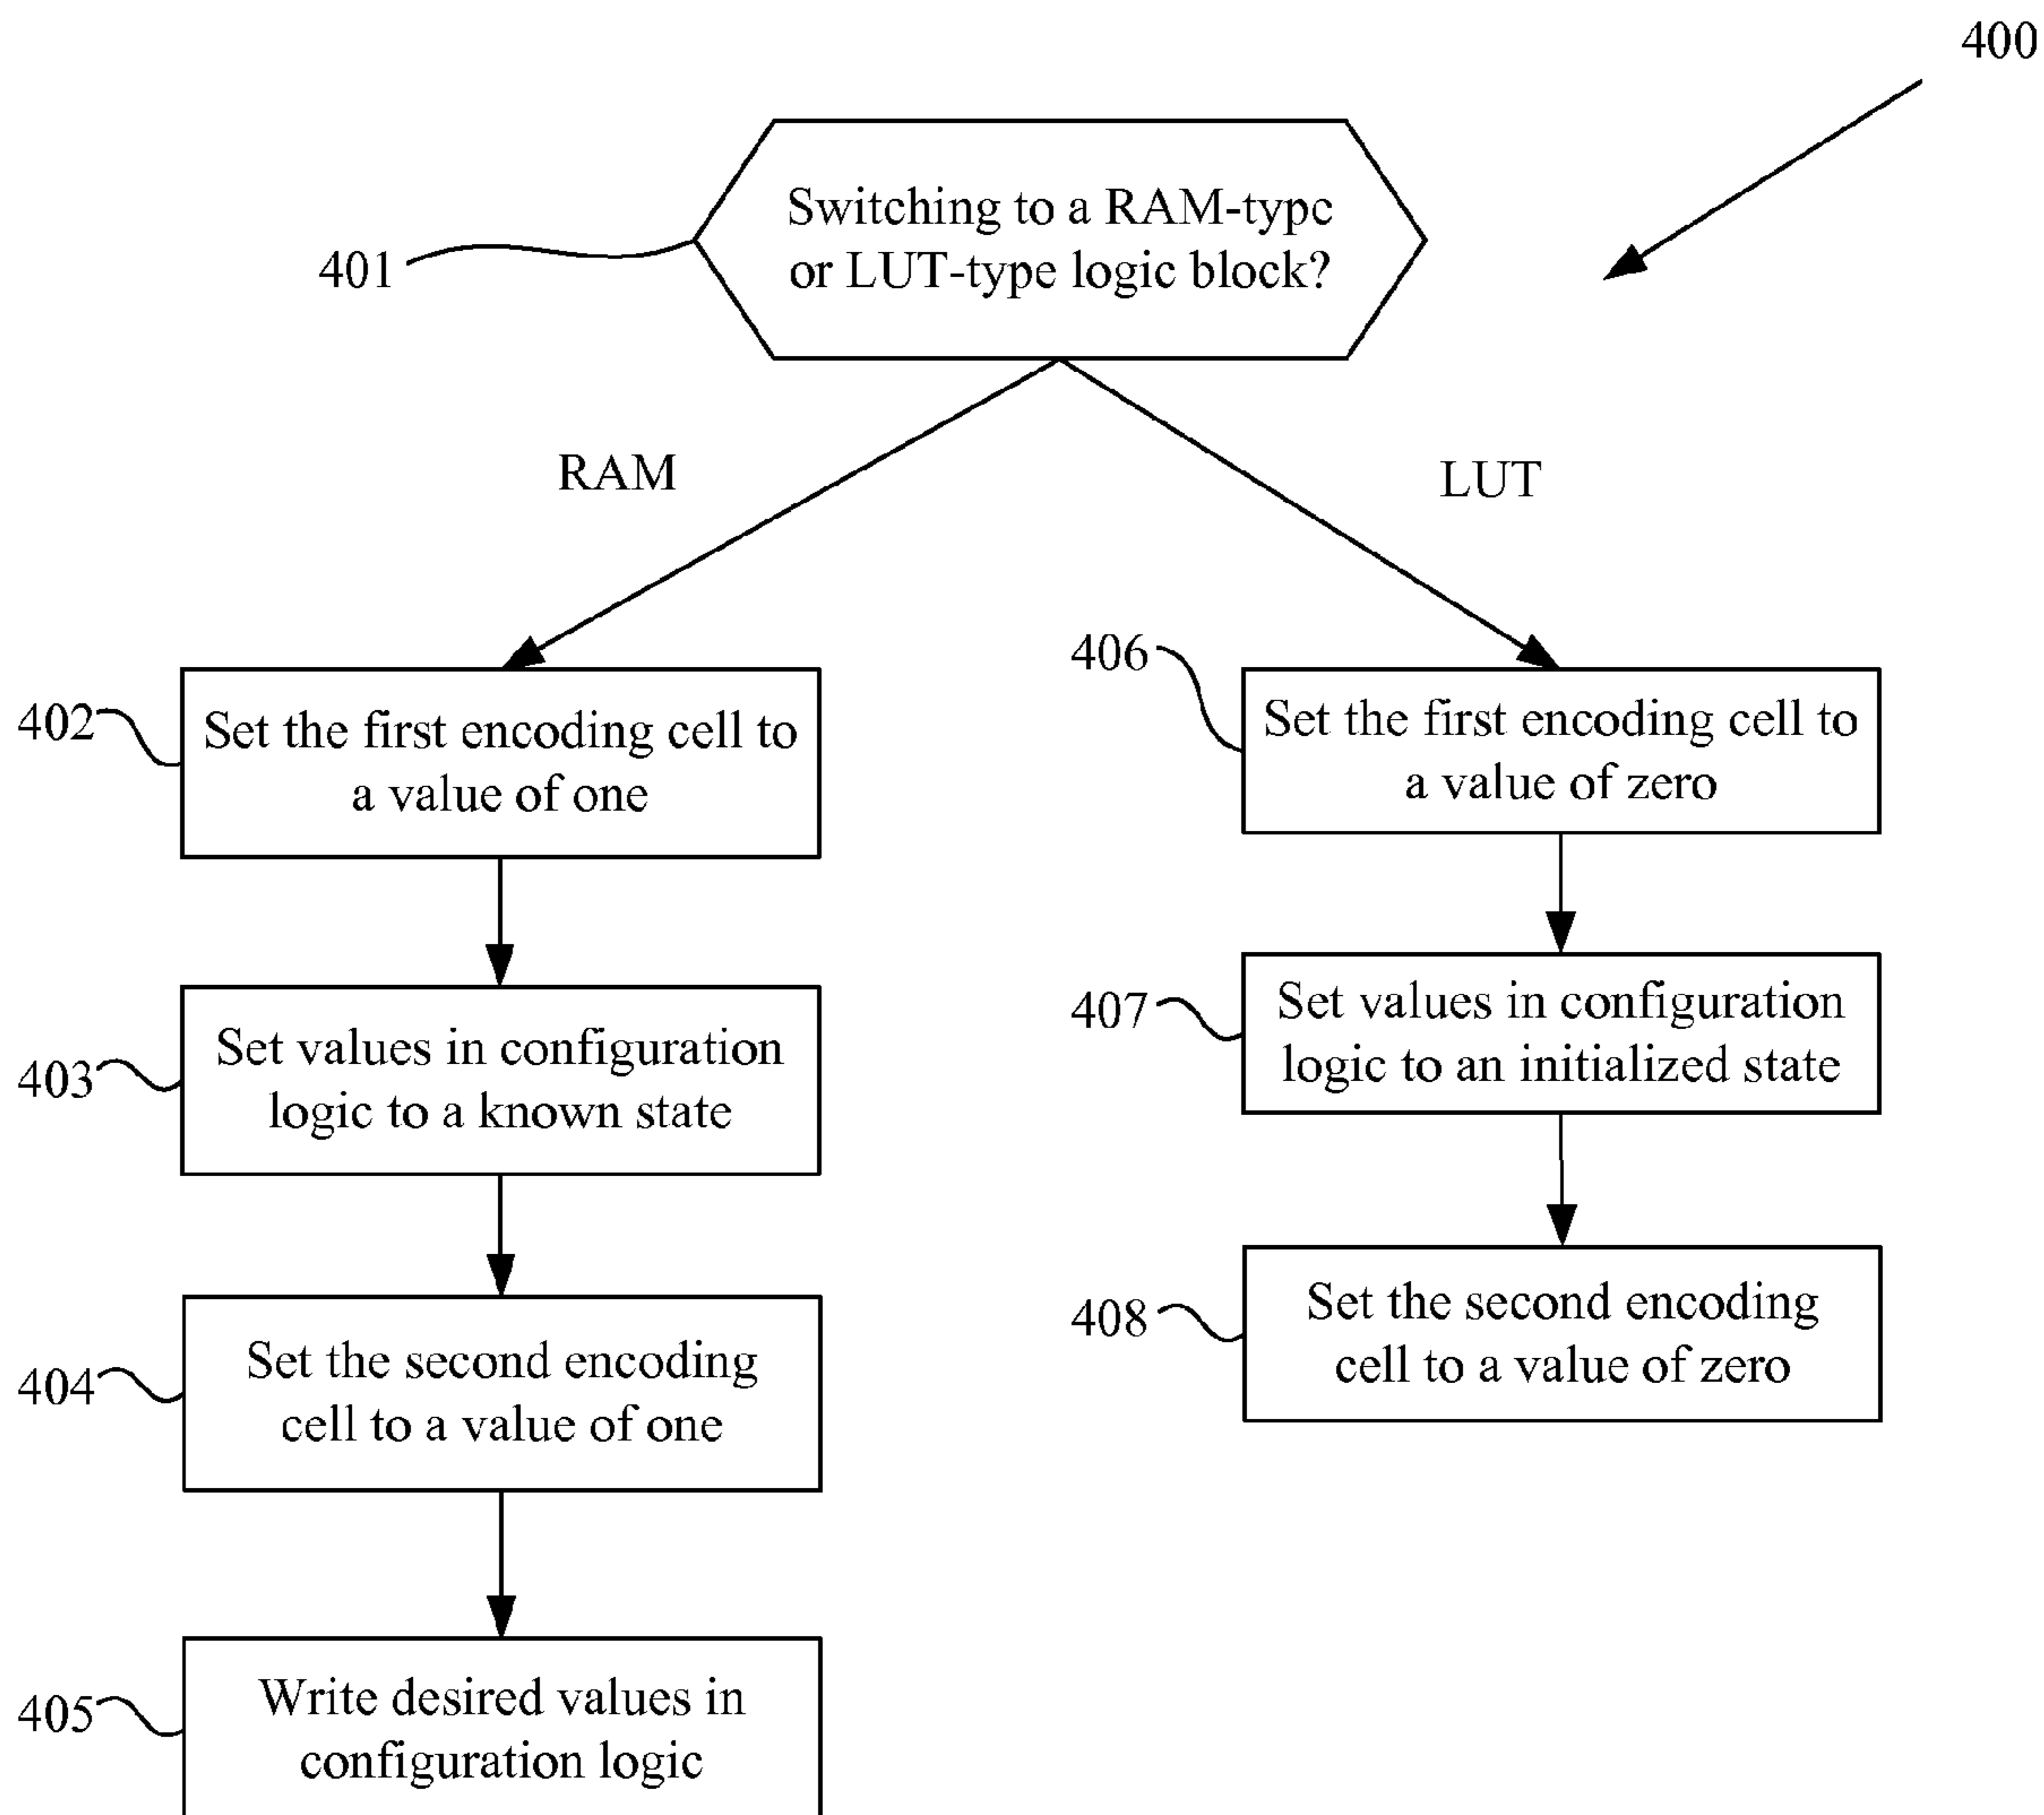 400
Switching to a RAM-type
or LUT-type logic block?
401
RAM
LUT
402
Set the first encoding cell to
a value of one
406
Set the first encoding cell to
a value of zero
403
Set values in configuration
logic to a known state
407
Set values in configuration
logic to an initialized state
404
Set the second encoding
cell to a value of one
408
Set the second encoding
cell to a value of zero
405
Write desired values in
configuration logic